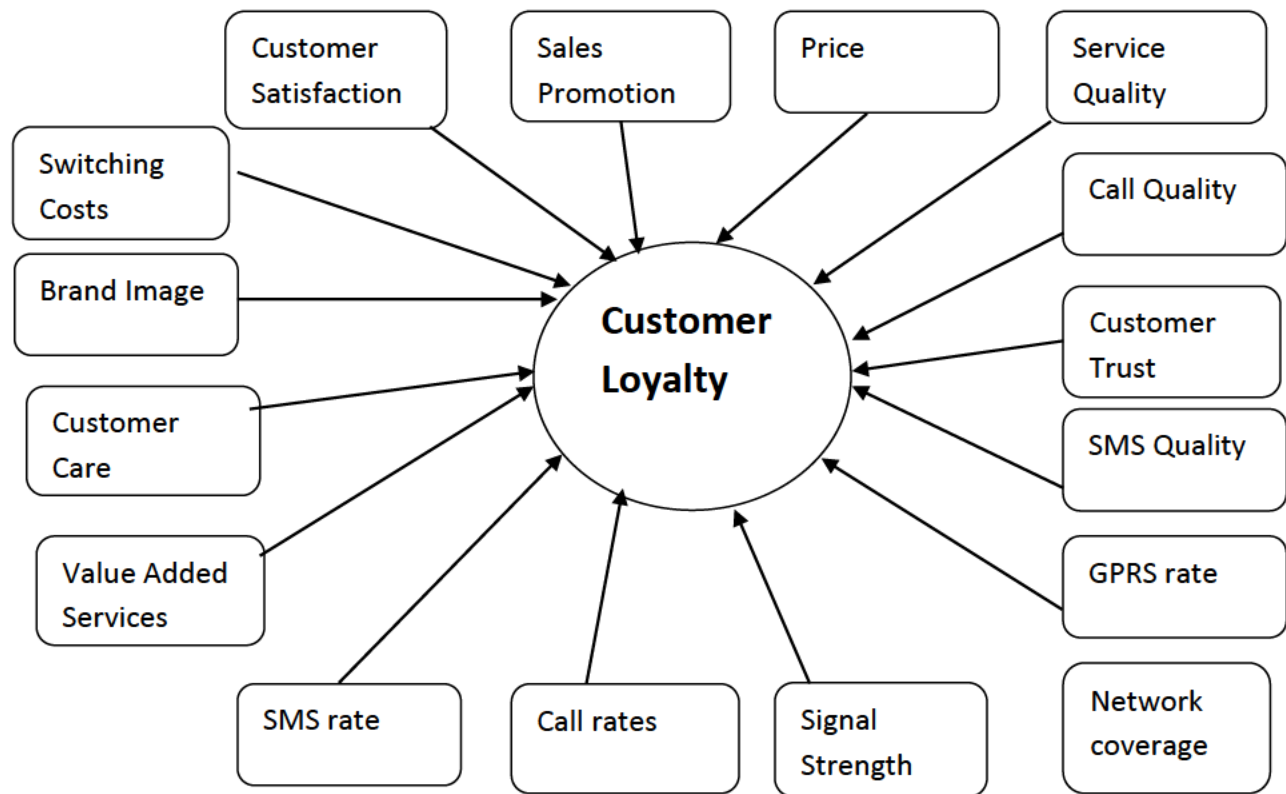 Customer
Satisfaction
Sales
Promotion
Price
Service
Quality
Switching
Costs
Call Quality
Brand Image
Customer
Loyalty
Customer
Trust
Customer
Care
SMS Quality
Value Added
Services
GPRS rate
SMS rate
Call rates
Signal
Strength
Network
coverage